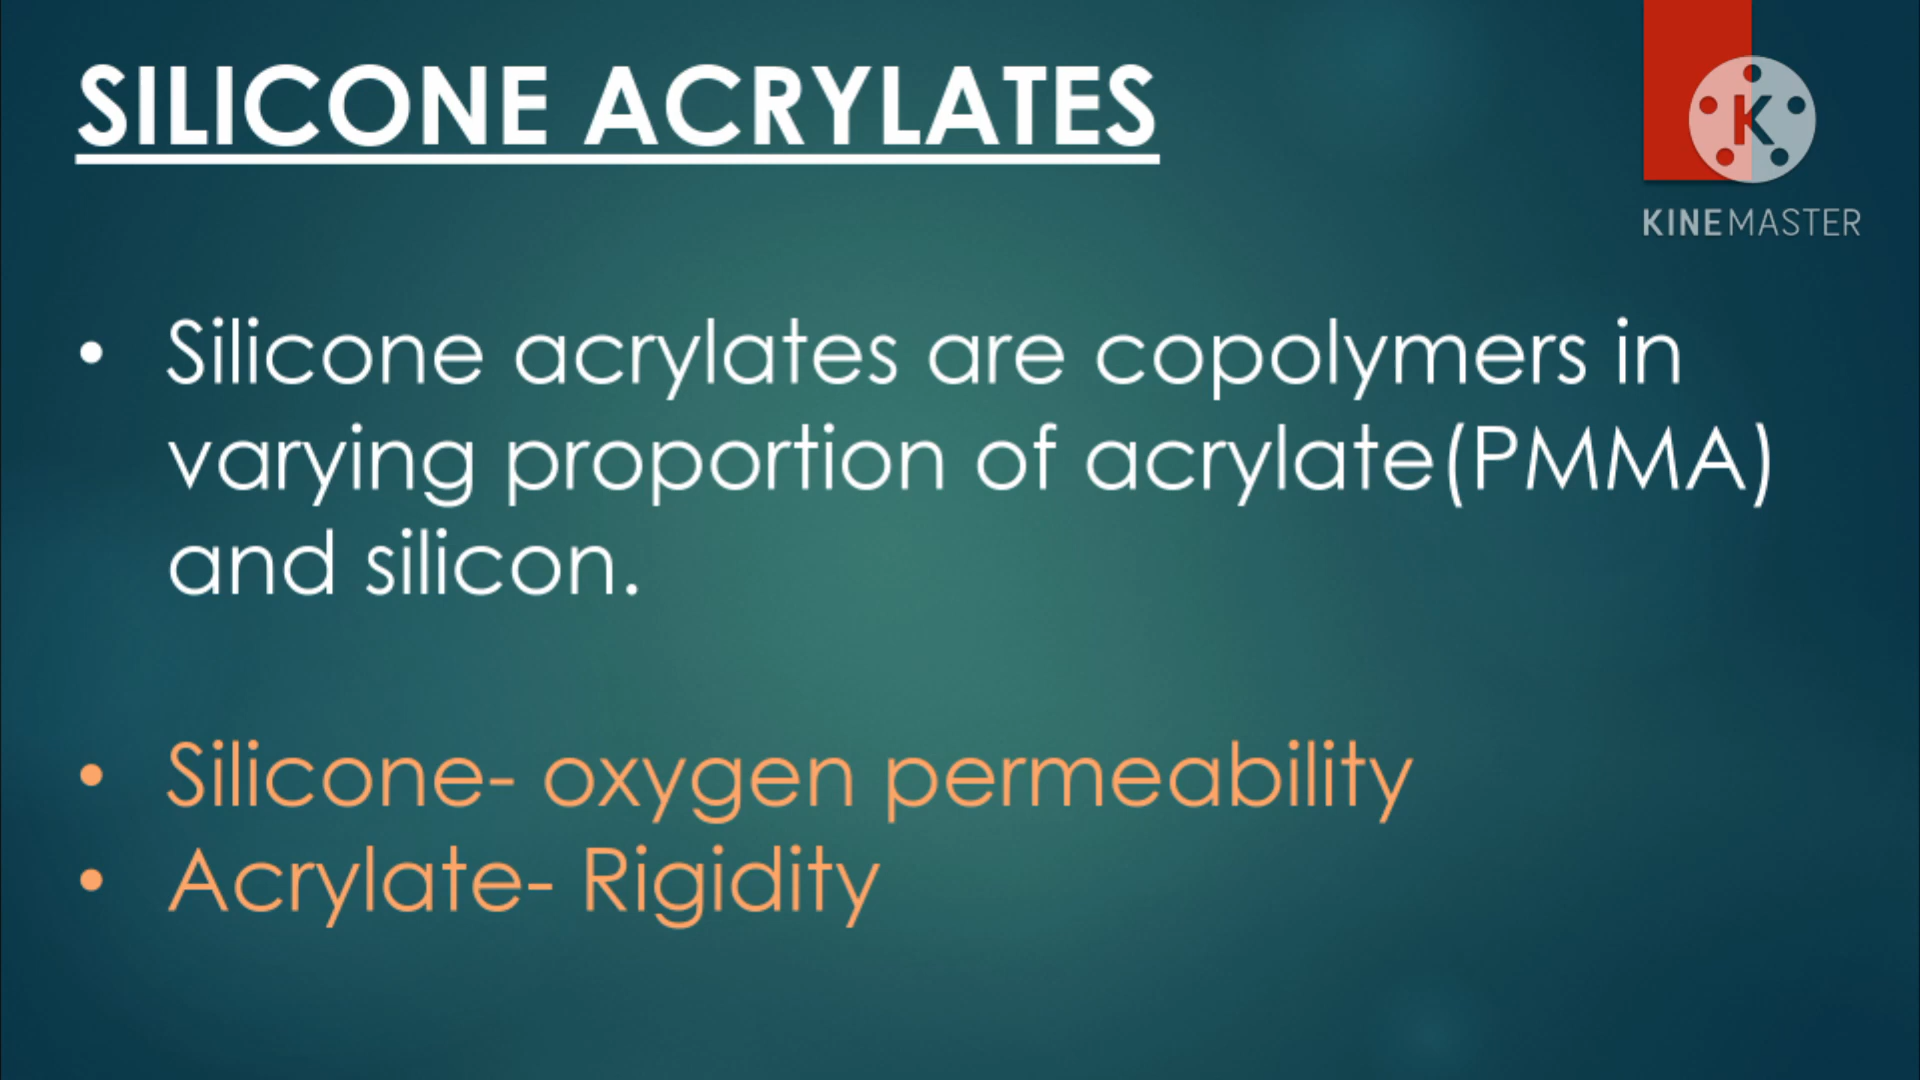 SILICONE ACRYLATES
K
KINEMASTER
• Silicone acrylates are copolymers in
varying proportion of acrylate(PMMA)
and silicon.
• Silicone- oxygen permeability
• Acrylate- Rigidity